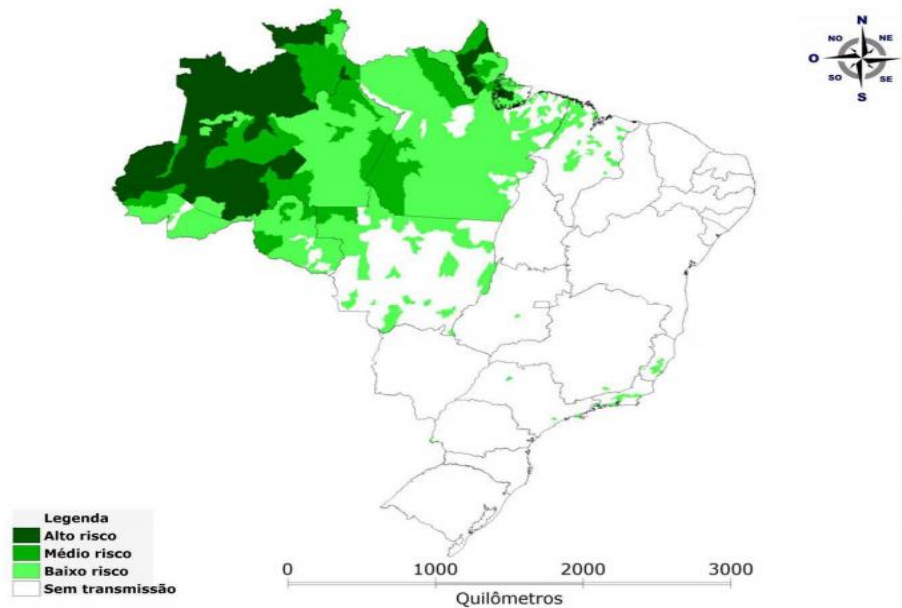 N
NO NE
O E
SO SE
S
Legenda
Alto risco
Médio risco
Baixo risco
Sem transmissão
0 1000 2000 3000
Quilômetros